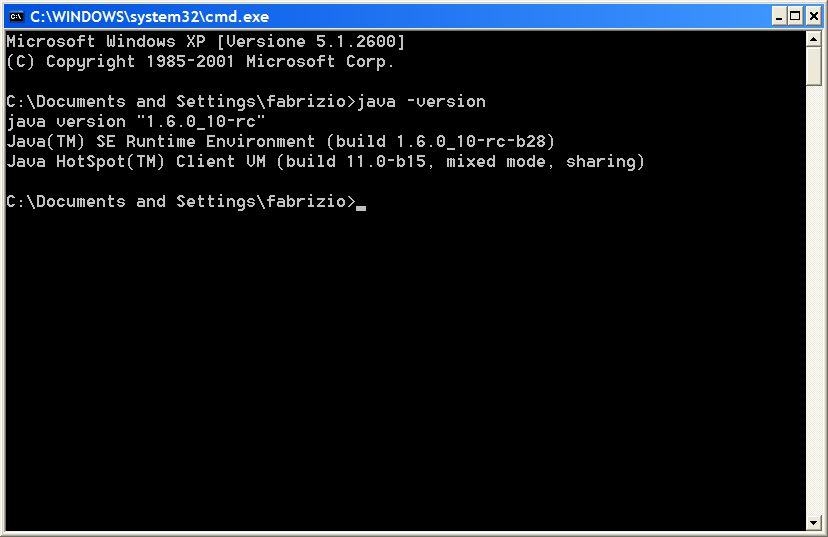 C:\WINDOWS\system32\cmd.exe
Microsoft Windows XP [Versione 5.1.2600]
(C) Copyright 1985-2001 Microsoft Corp.
C:\Documents and Settings\fabrizio>java -version
java version "1.6.0_10-rc"
Java(TM) SE Runtime Environment (build 1.6.0_10-rc-b28)
Java HotSpot(TM) Client VM (build 11.0-b15, mixed mode, sharing)
C:\Documents and Settings\fabrizio>